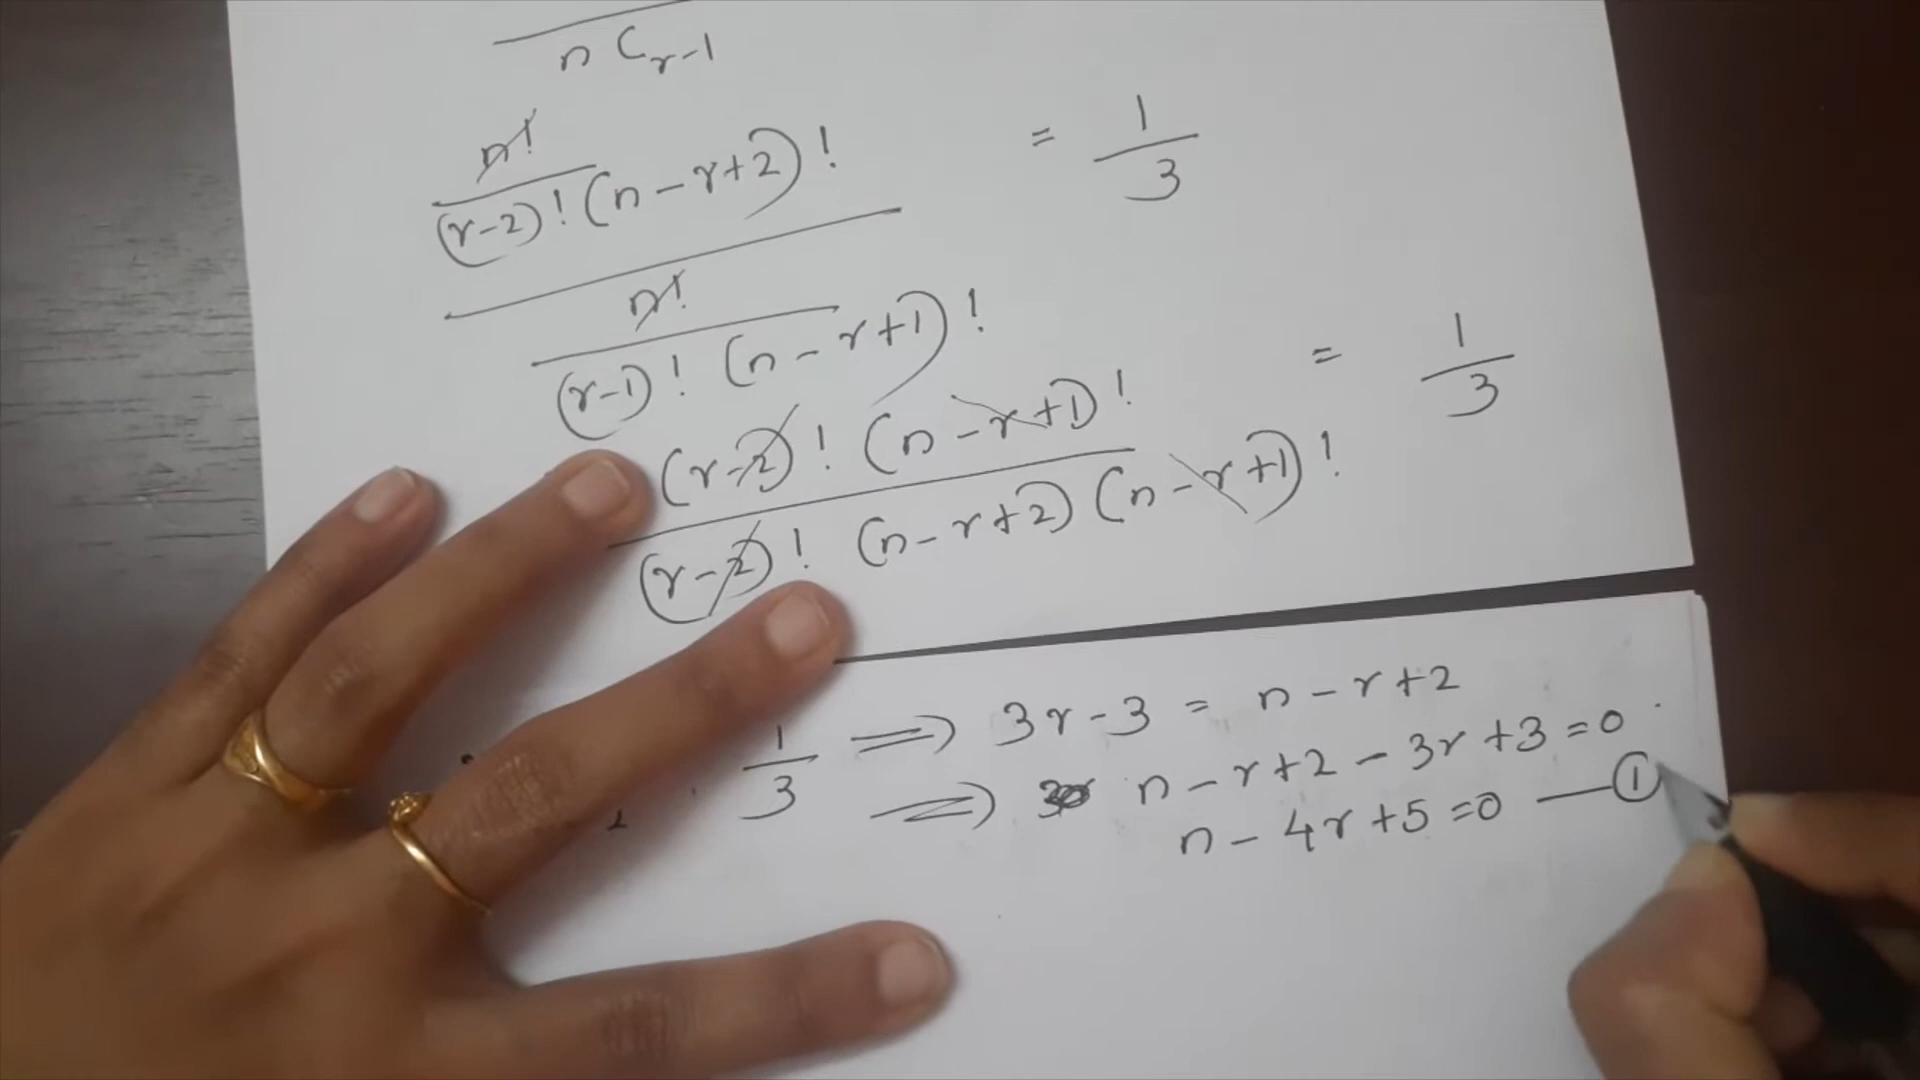 n C r-1
n! = 1/3
(r-2)! (n-r+2)!
n!
(r-1)! (n-r+1)!
(r-2)! (n-r+1)! = 1/3
(r-2)! (n-r+2) (n-r+1)!
1/3 ⟹ 3r-3 = n-r+2
⟹ n-r+2-3r+3=0
n-4r+5=0 — ①